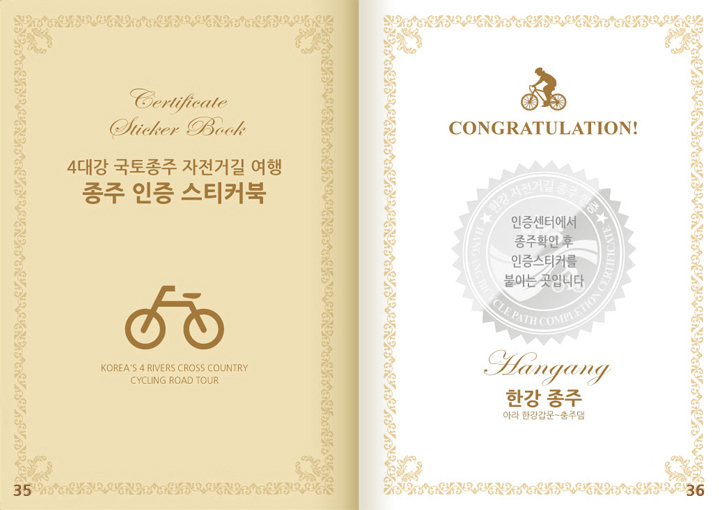 Certificate
Sticker Book
4대강 국토종주 자전거길 여행
종주 인증 스티커북
KOREA'S 4 RIVERS CROSS COUNTRY
CYCLING ROAD TOUR
35
CONGRATULATION!
한강 자전거길 종주 인증
인증센터에서
종주확인 후
인증스티커를
붙이는 곳입니다
CLE PATH COMPLETION CERTIFICATE
Hangang
한강 종주
아라 한강갑문~충주댐
36